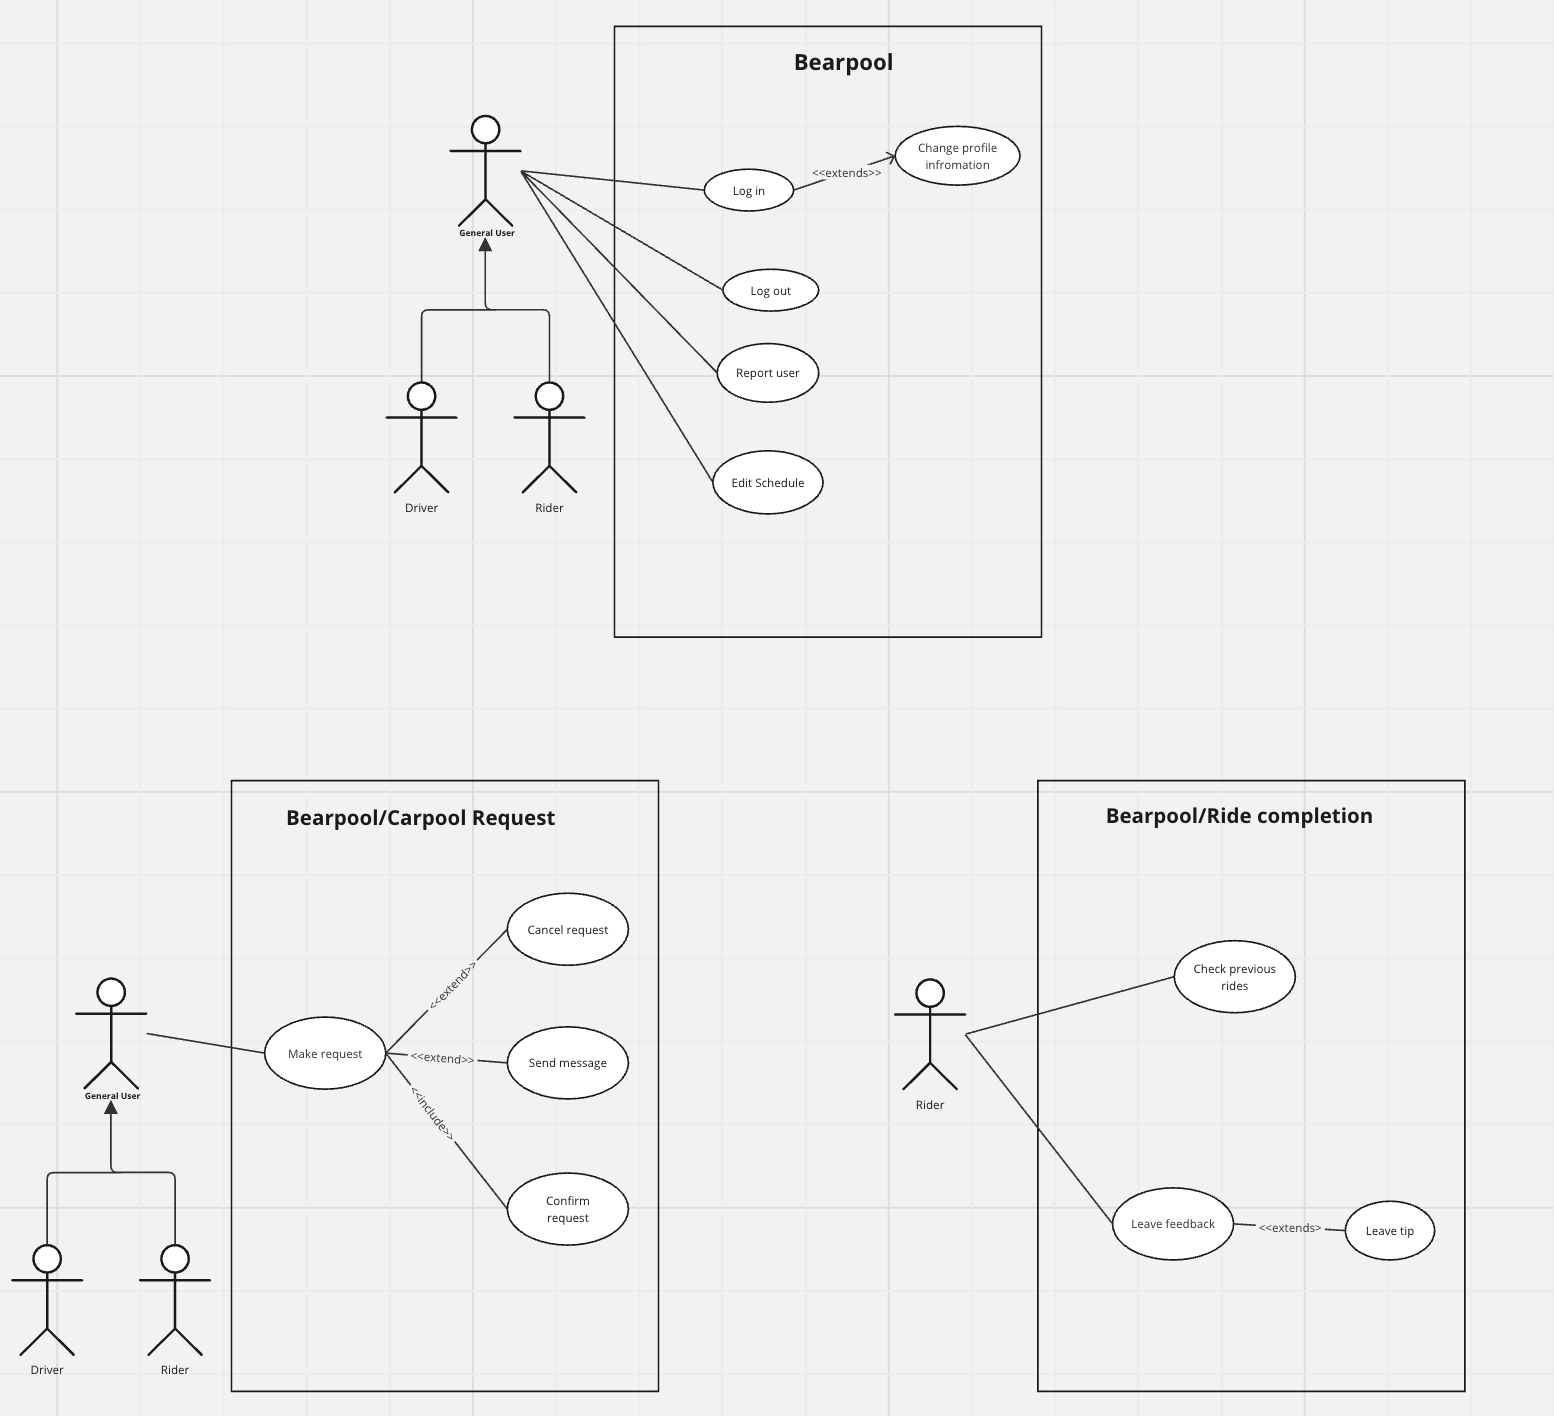 Bearpool
Change profile
infromation
<<extends>>
Log in
General User
Log out
Report user
Edit Schedule
Driver
Rider
Bearpool/Carpool Request
Cancel request
<<extend>>
Make request
<<extend>>
Send message
<<include>>
Confirm
request
General User
Driver
Rider
Bearpool/Ride completion
Check previous
rides
Rider
Leave feedback
<<extends>
Leave tip